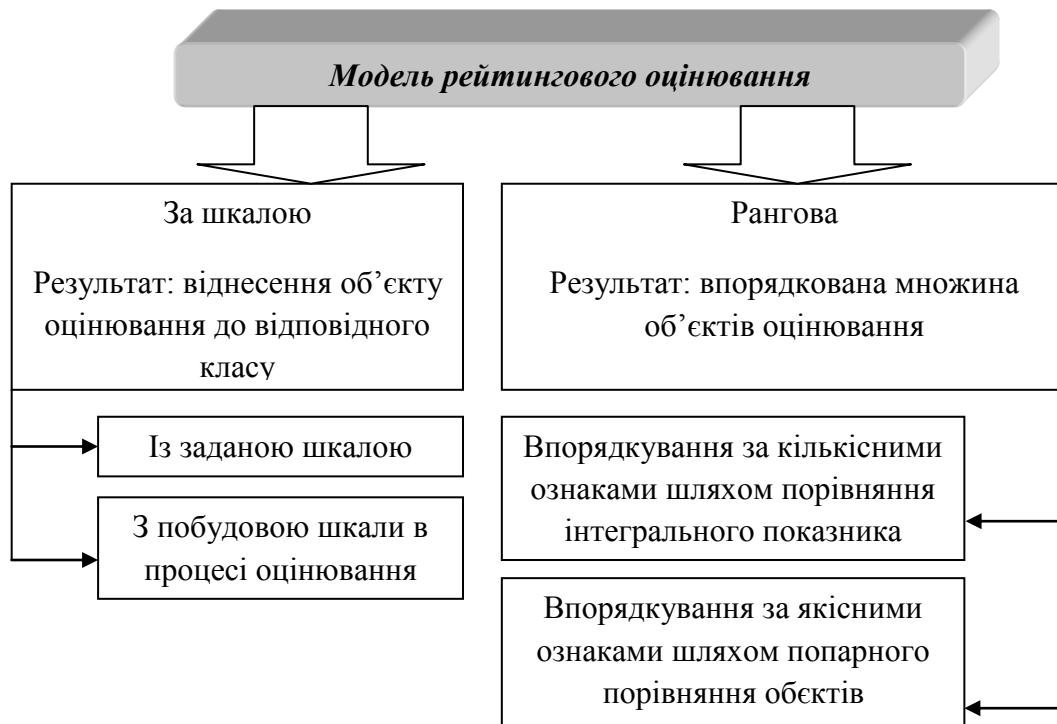 Модель рейтингового оцінювання
За шкалою
Результат: віднесення об’єкту
оцінювання до відповідного
класу
Із заданою шкалою
З побудовою шкали в
процесі оцінювання
Рангова
Результат: впорядкована множина
об’єктів оцінювання
Впорядкування за кількісними
ознаками шляхом порівняння
інтегрального показника
Впорядкування за якісними
ознаками шляхом попарного
порівняння обєктів